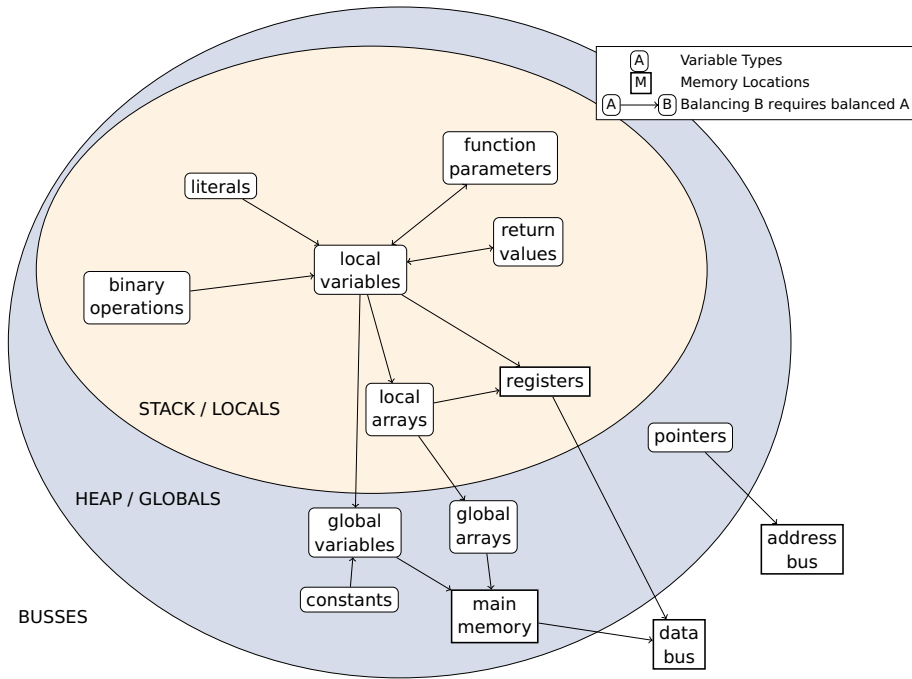 A Variable Types
M Memory Locations
A B Balancing B requires balanced A
function
parameters
literals
return
values
local
variables
binary
operations
registers
local
arrays
STACK / LOCALS
pointers
HEAP / GLOBALS
global
variables
global
arrays
address
bus
constants
main
memory
BUSSES
data
bus